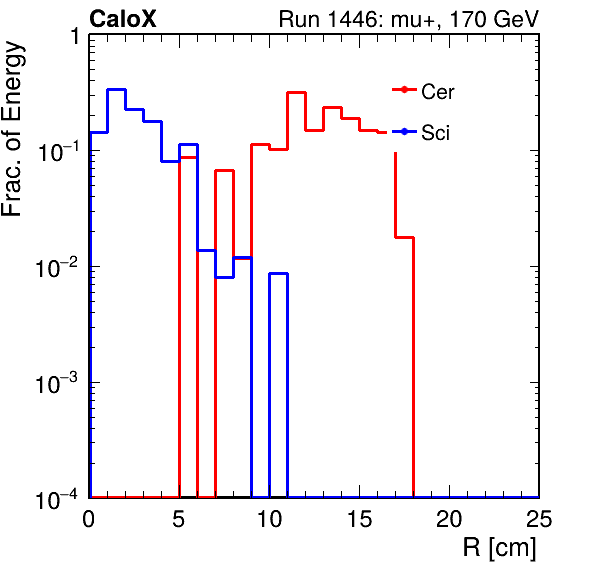 CaloX Run 1446: mu+, 170 GeV
Frac. of Energy
1
10⁻¹
10⁻²
10⁻³
10⁻⁴
Cer
Sci
0 5 10 15 20 25
R [cm]